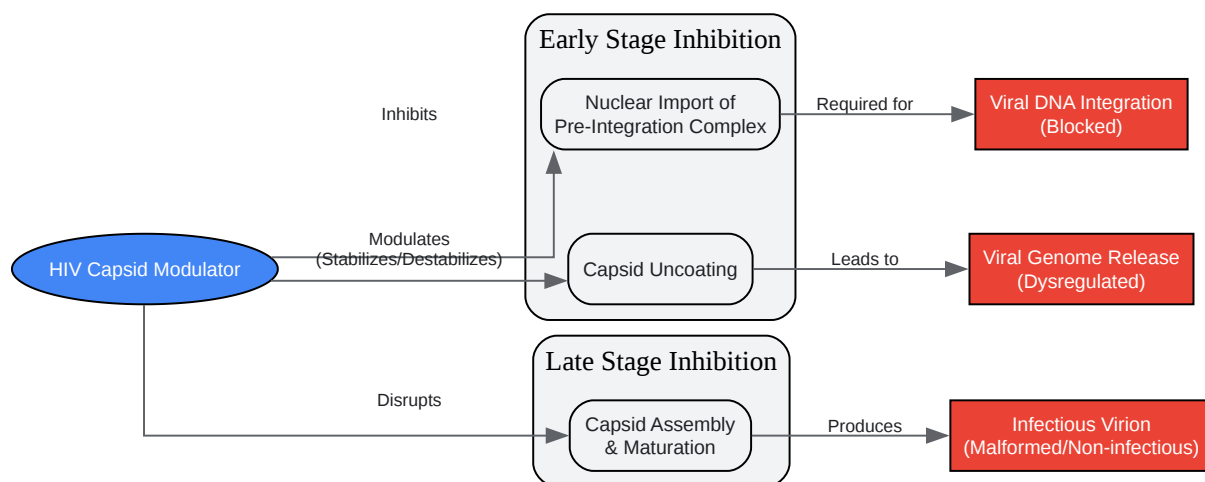 Early Stage Inhibition
Inhibits
Nuclear Import of
Pre-Integration Complex
Required for
Viral DNA Integration
(Blocked)
HIV Capsid Modulator
Modulates
(Stabilizes/Destabilizes)
Capsid Uncoating
Leads to
Viral Genome Release
(Dysregulated)
Late Stage Inhibition
Disrupts
Capsid Assembly
& Maturation
Produces
Infectious Virion
(Malformed/Non-infectious)